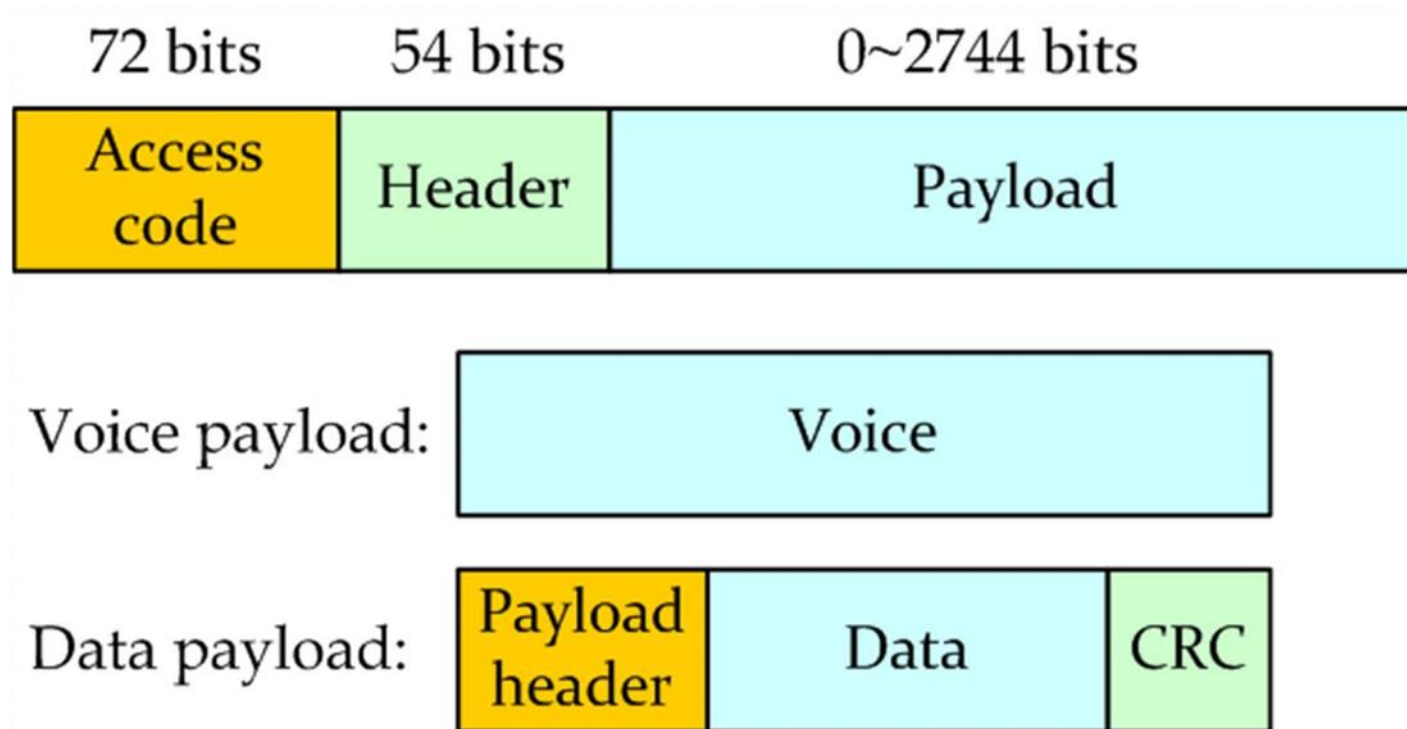 72 bits 54 bits 0~2744 bits
Access
code
Header
Payload
Voice payload:
Voice
Data payload:
Payload
header
Data
CRC